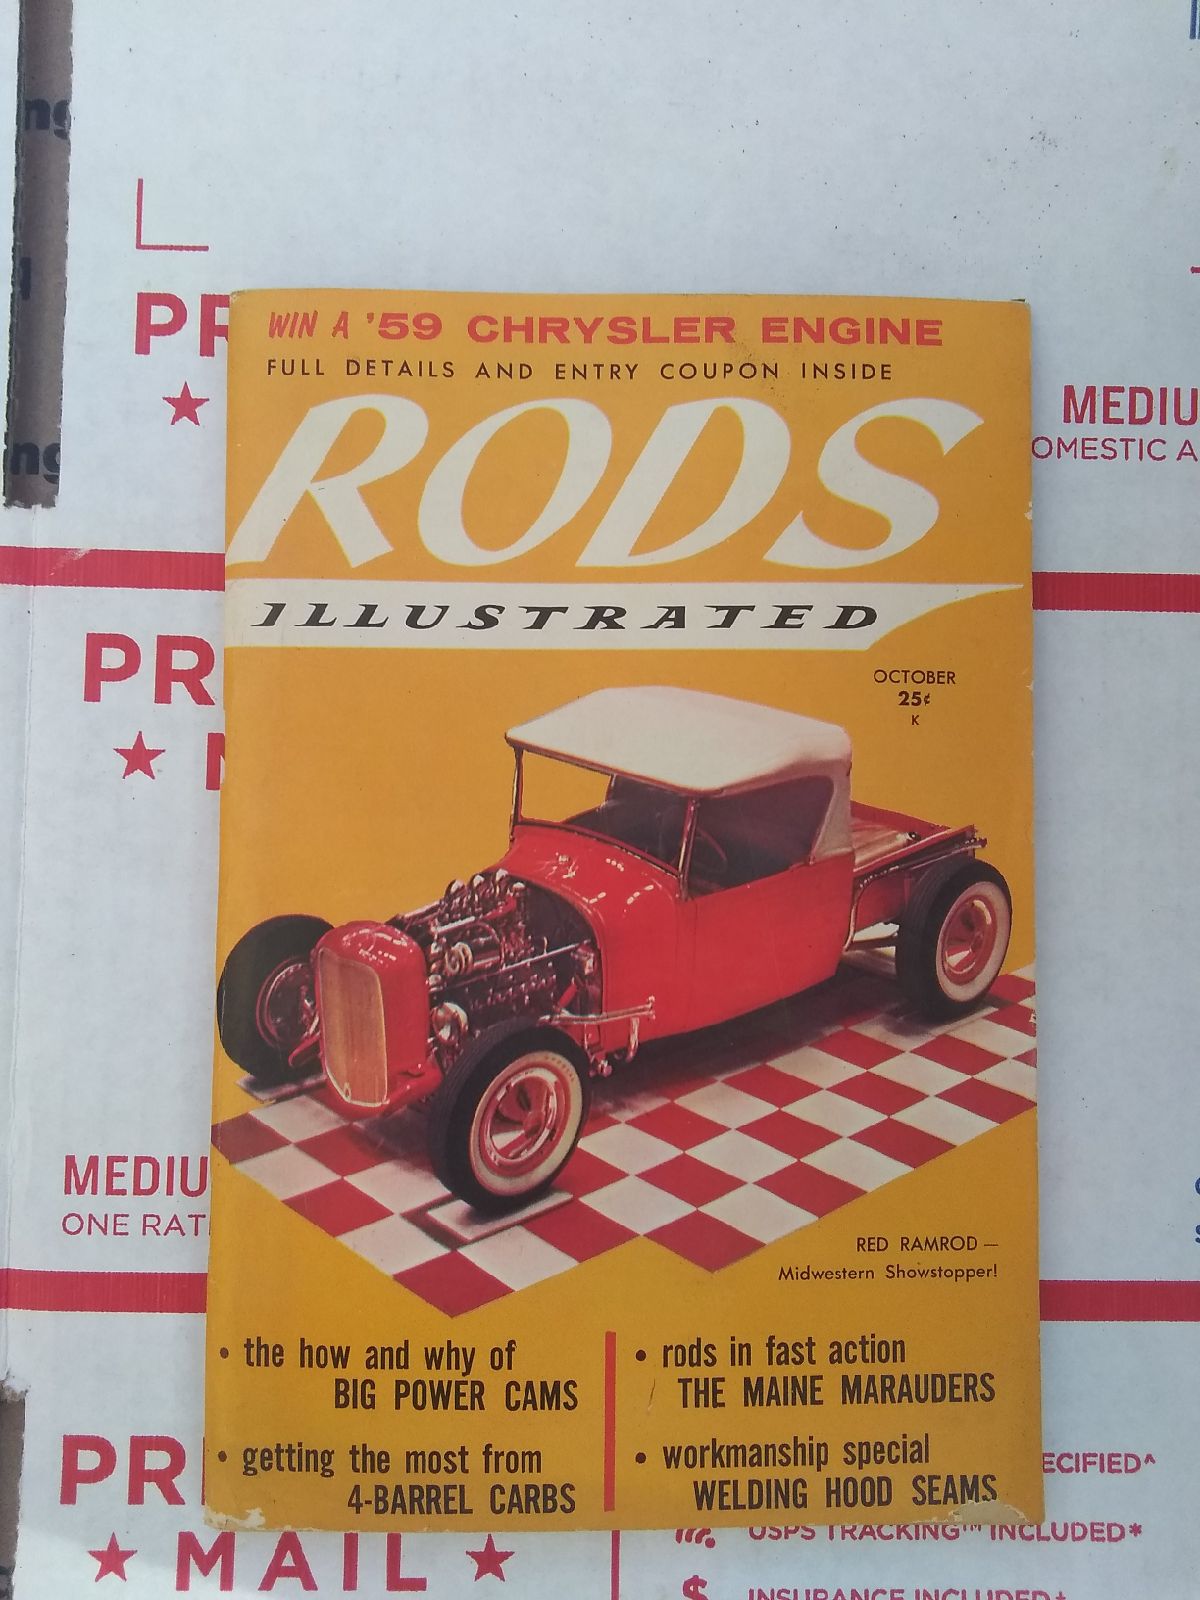 ng
PR
★
MEDIU
OMESTIC A
ng
WIN A '59 CHRYSLER ENGINE
FULL DETAILS AND ENTRY COUPON INSIDE
RODS
ILLUSTRATED
OCTOBER
25¢
K
PR
★
MEDIU
ONE RAT
RED RAMROD —
Midwestern Showstopper!
• the how and why of
BIG POWER CAMS
• getting the most from
4-BARREL CARBS
• rods in fast action
THE MAINE MARAUDERS
• workmanship special
WELDING HOOD SEAMS
PR
★ MAIL ★
ECIFIED^
USPS TRACKING™ INCLUDED*
$ INSURANCE INCLUDED